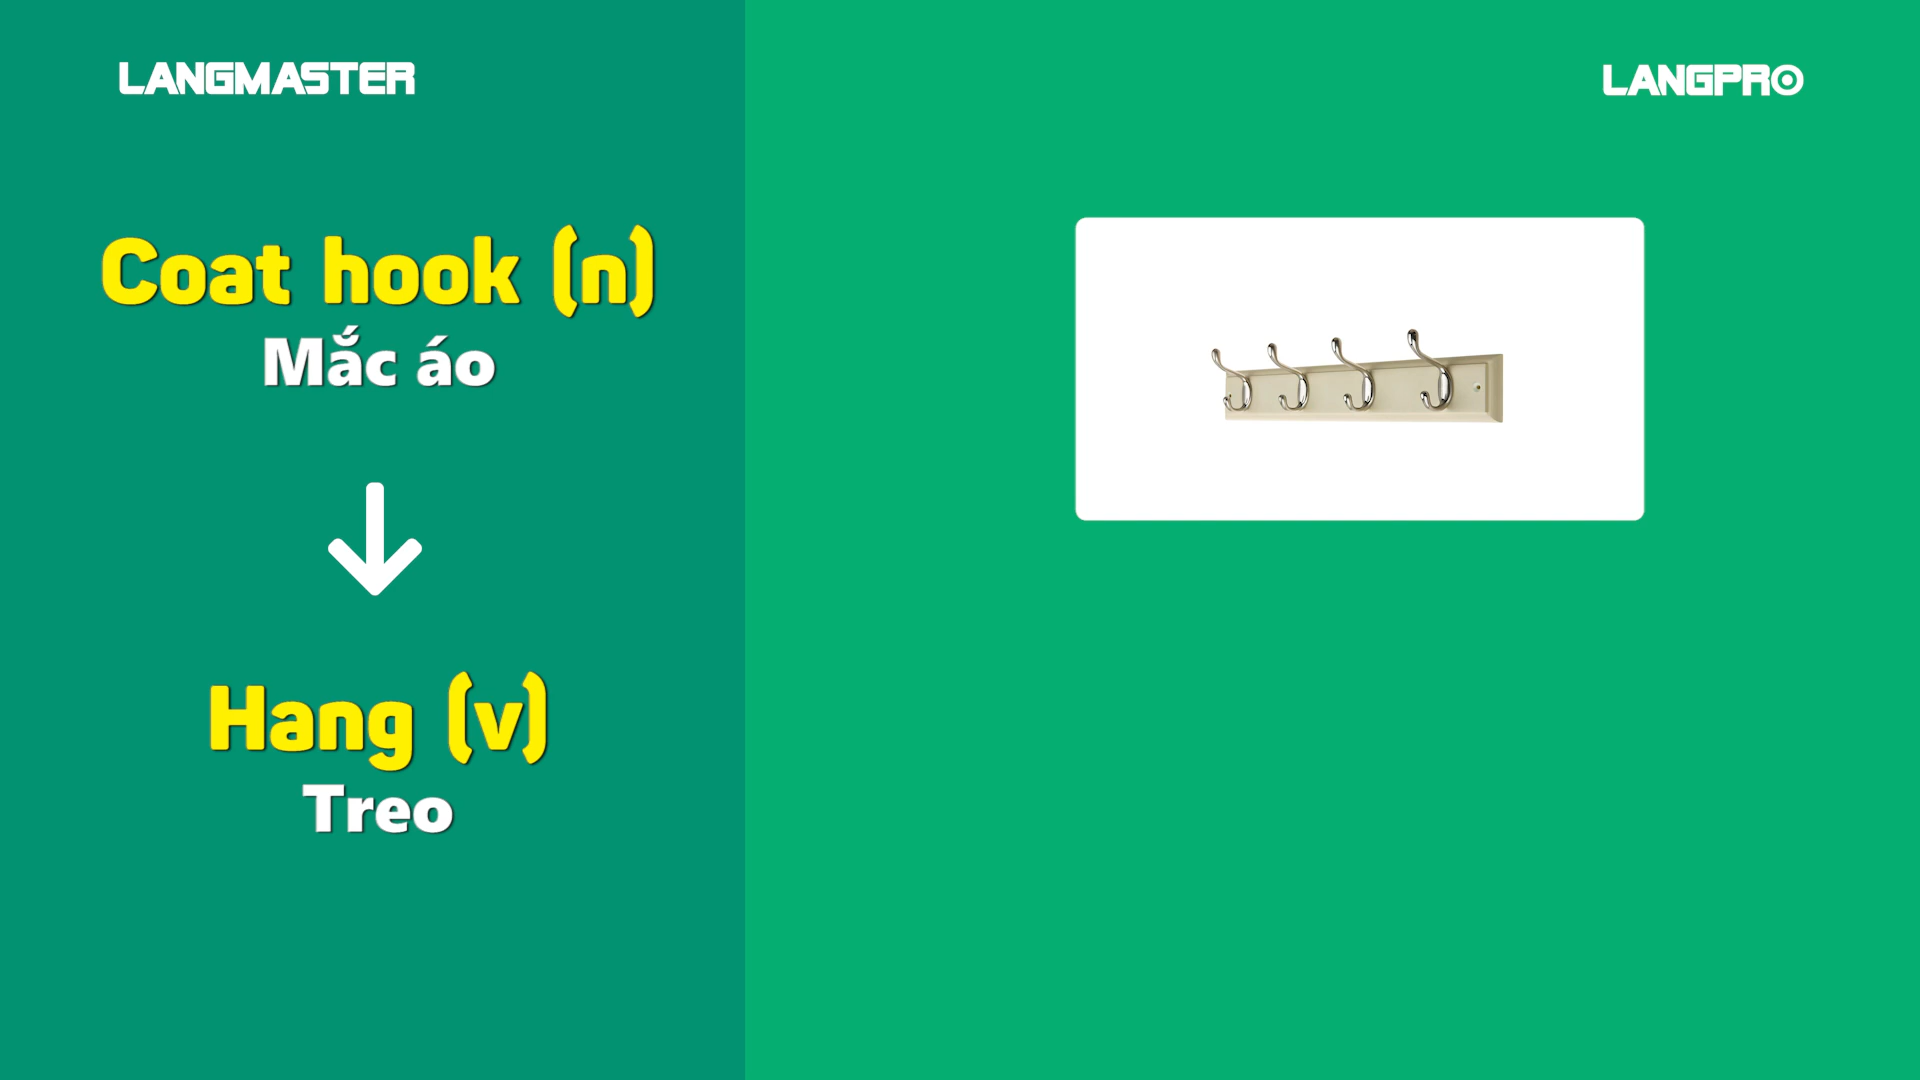 LANGMASTER
LANGPRO
Coat hook (n)
Mắc áo
Hang (v)
Treo